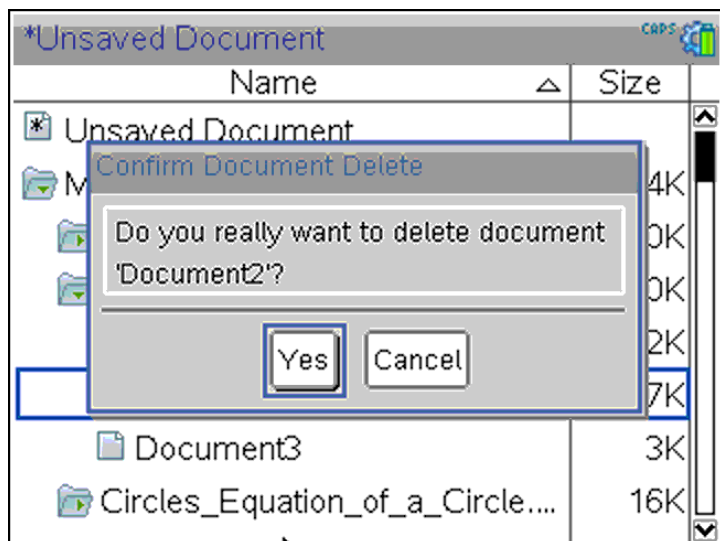 *Unsaved Document CAPS
Name Size
* Unsaved Document
Confirm Document Delete
M 4K
Do you really want to delete document 0K
'Document2'? 0K
2K
Yes Cancel
7K
Document3 3K
Circles_Equation_of_a_Circle.... 16K